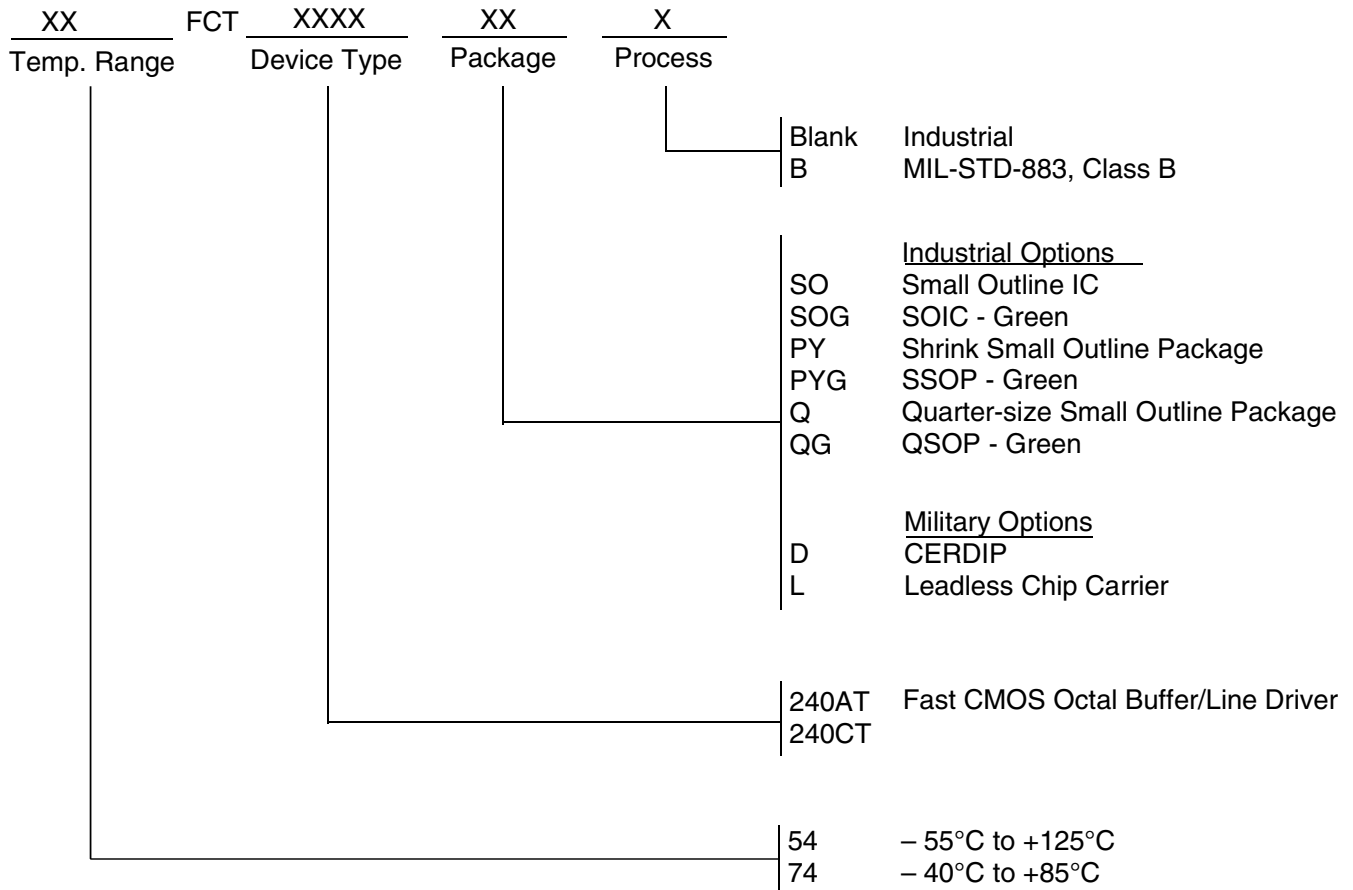 XX FCT XXXX XX X
Temp. Range Device Type Package Process
Blank Industrial
B MIL-STD-883, Class B
Industrial Options
SO Small Outline IC
SOG SOIC - Green
PY Shrink Small Outline Package
PYG SSOP - Green
Q Quarter-size Small Outline Package
QG QSOP - Green
Military Options
D CERDIP
L Leadless Chip Carrier
240AT Fast CMOS Octal Buffer/Line Driver
240CT
54 – 55°C to +125°C
74 – 40°C to +85°C